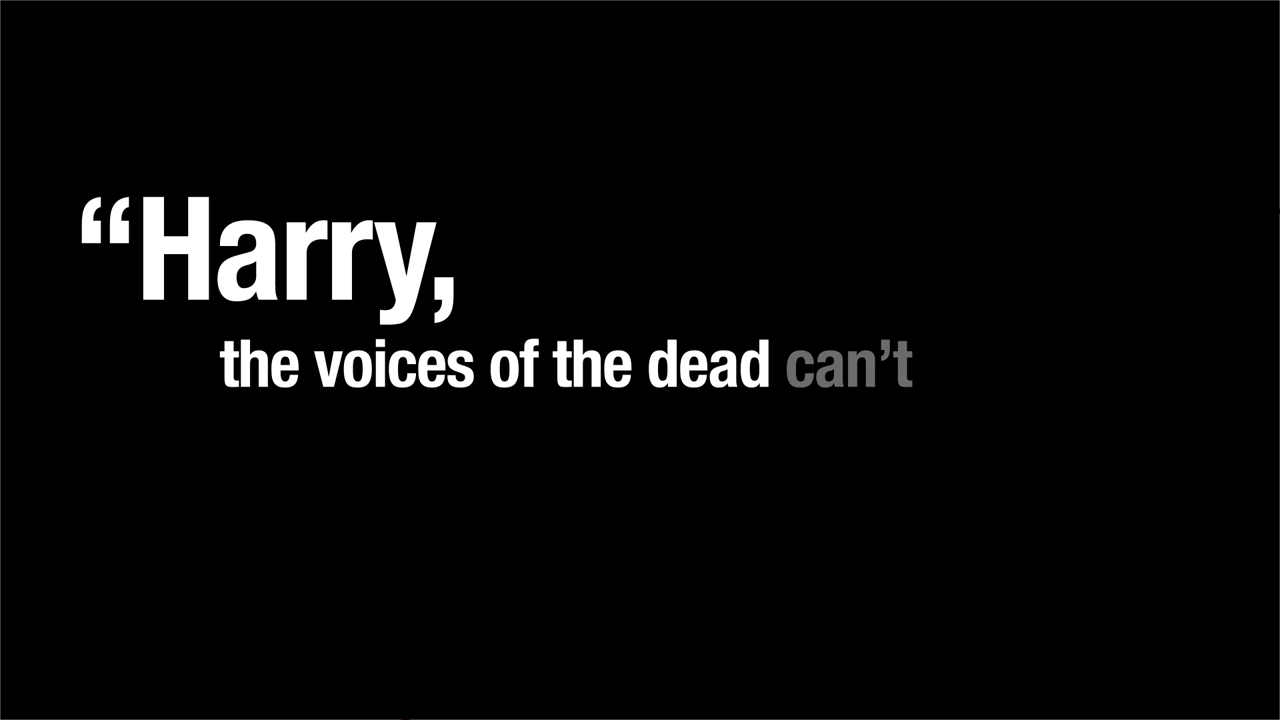 “Harry,
the voices of the dead can’t